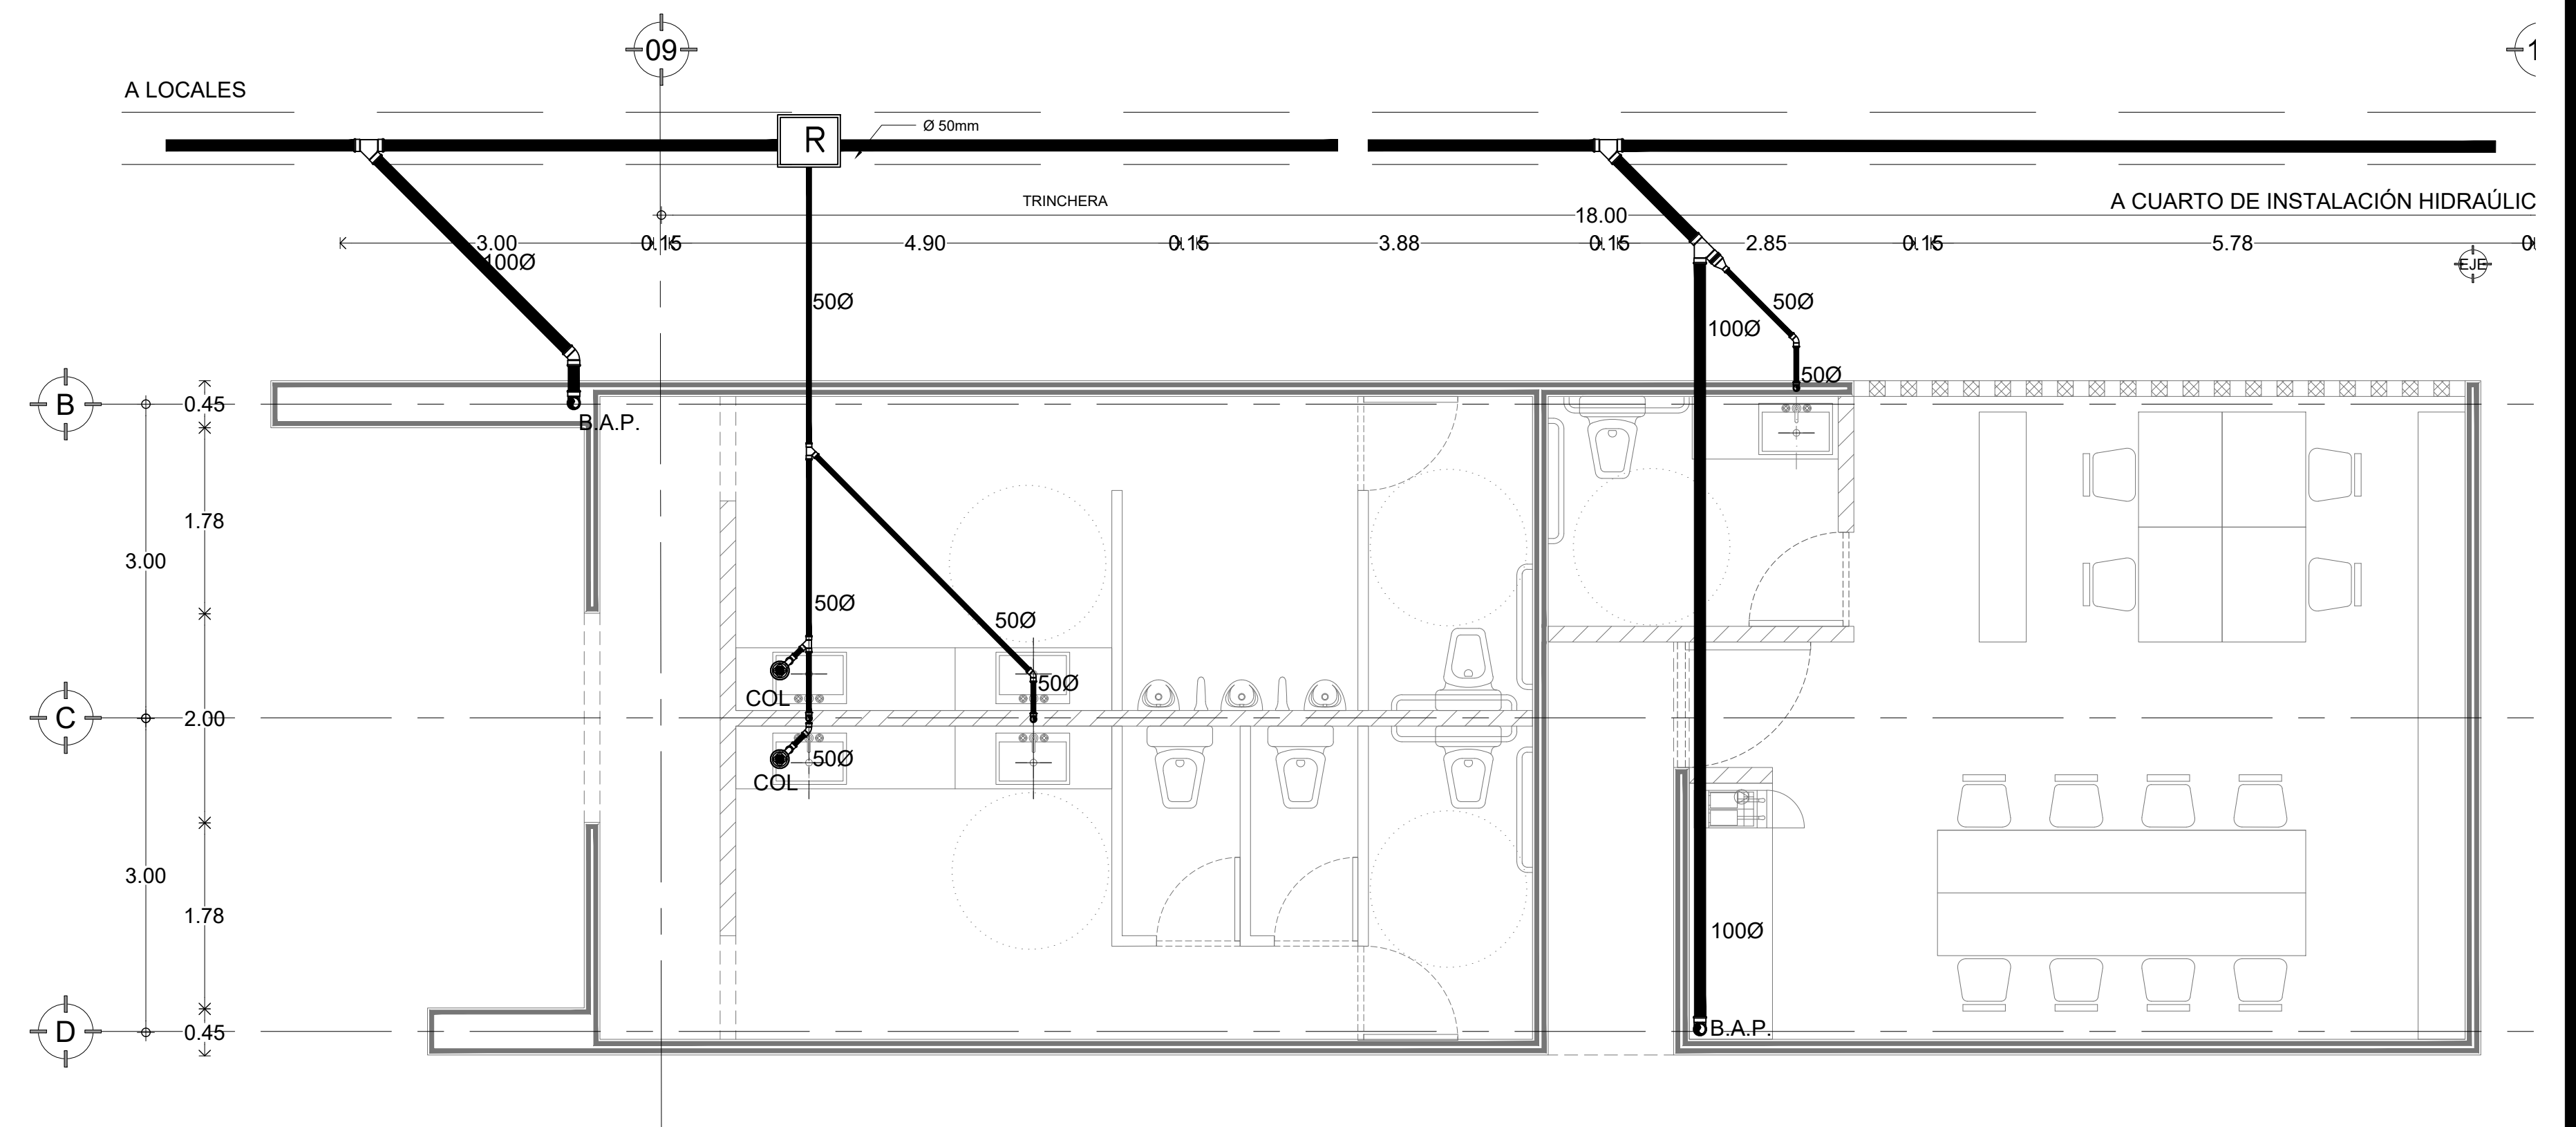 09
1
A LOCALES
R
Ø 50mm
TRINCHERA
A CUARTO DE INSTALACIÓN HIDRAÚLIC
18.00
3.00
0.15
4.90
0.15
3.88
0.15
2.85
0.15
5.78
0
100Ø
EJE
50Ø
50Ø
100Ø
50Ø
B
0.45
B.A.P.
1.78
3.00
50Ø
50Ø
50Ø
COL
C
2.00
50Ø
COL
3.00
1.78
100Ø
D
0.45
B.A.P.